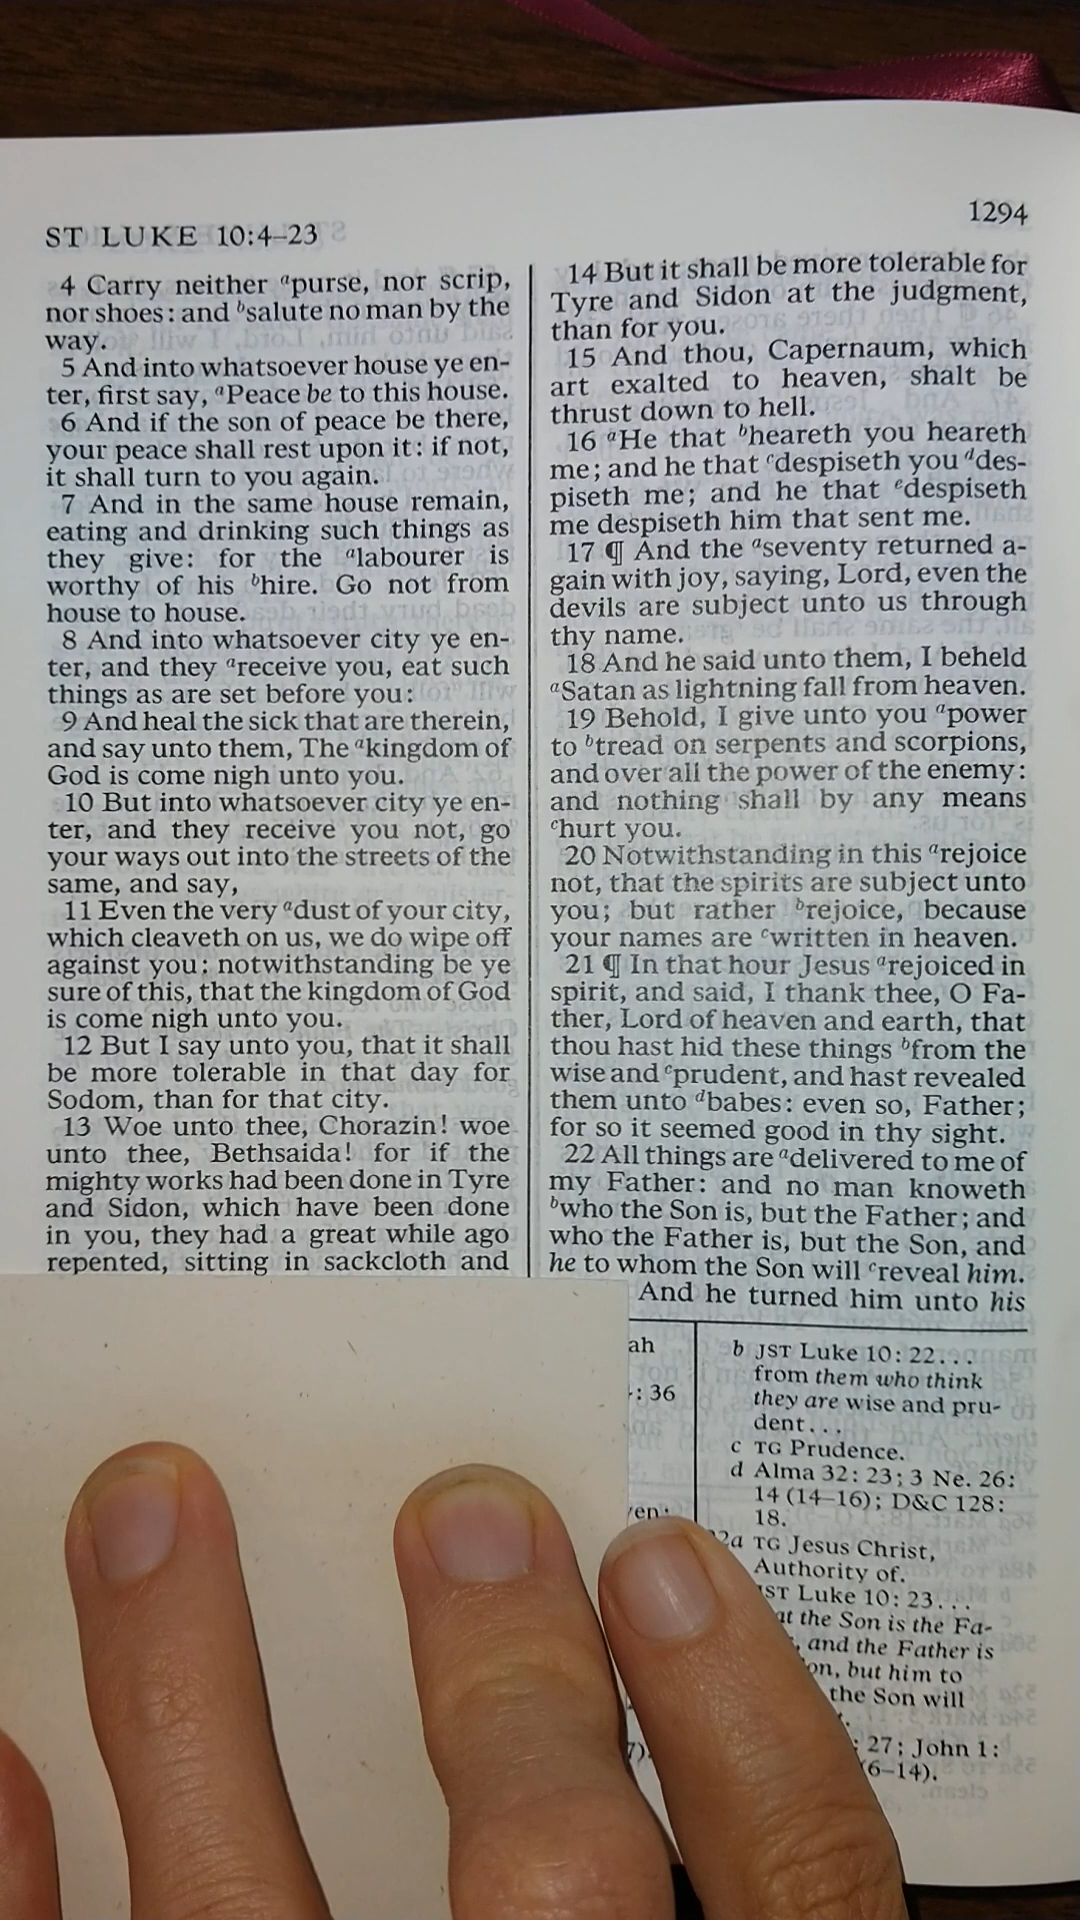 ST LUKE 10:4–23
1294
4 Carry neither ᵃpurse, nor scrip,
nor shoes: and ᵇsalute no man by the
way.
5 And into whatsoever house ye en-
ter, first say, ᵃPeace be to this house.
6 And if the son of peace be there,
your peace shall rest upon it: if not,
it shall turn to you again.
7 And in the same house remain,
eating and drinking such things as
they give: for the ᵃlabourer is
worthy of his ᵇhire. Go not from
house to house.
8 And into whatsoever city ye en-
ter, and they ᵃreceive you, eat such
things as are set before you:
9 And heal the sick that are therein,
and say unto them, The ᵃkingdom of
God is come nigh unto you.
10 But into whatsoever city ye en-
ter, and they receive you not, go
your ways out into the streets of the
same, and say,
11 Even the very ᵃdust of your city,
which cleaveth on us, we do wipe off
against you: notwithstanding be ye
sure of this, that the kingdom of God
is come nigh unto you.
12 But I say unto you, that it shall
be more tolerable in that day for
Sodom, than for that city.
13 Woe unto thee, Chorazin! woe
unto thee, Bethsaida! for if the
mighty works had been done in Tyre
and Sidon, which have been done
in you, they had a great while ago
repented, sitting in sackcloth and
14 But it shall be more tolerable for
Tyre and Sidon at the judgment,
than for you.
15 And thou, Capernaum, which
art exalted to heaven, shalt be
thrust down to hell.
16 ᵃHe that ᵇheareth you heareth
me; and he that ᶜdespiseth you ᵈdes-
piseth me; and he that ᵉdespiseth
me despiseth him that sent me.
17 ¶ And the ᵃseventy returned a-
gain with joy, saying, Lord, even the
devils are subject unto us through
thy name.
18 And he said unto them, I beheld
ᵃSatan as lightning fall from heaven.
19 Behold, I give unto you ᵃpower
to ᵇtread on serpents and scorpions,
and over all the power of the enemy:
and nothing shall by any means
ᶜhurt you.
20 Notwithstanding in this ᵃrejoice
not, that the spirits are subject unto
you; but rather ᵇrejoice, because
your names are ᶜwritten in heaven.
21 ¶ In that hour Jesus ᵃrejoiced in
spirit, and said, I thank thee, O Fa-
ther, Lord of heaven and earth, that
thou hast hid these things ᵇfrom the
wise and ᶜprudent, and hast revealed
them unto ᵈbabes: even so, Father;
for so it seemed good in thy sight.
22 All things are ᵃdelivered to me of
my Father: and no man knoweth
ᵇwho the Son is, but the Father; and
who the Father is, but the Son, and
he to whom the Son will ᶜreveal him.
And he turned him unto his
ah
: 36
en:
7).
b JST Luke 10: 22...
from them who think
they are wise and pru-
dent...
c TG Prudence.
d Alma 32: 23; 3 Ne. 26:
14 (14–16); D&C 128:
18.
2a TG Jesus Christ,
Authority of.
ST Luke 10: 23...
at the Son is the Fa-
, and the Father is
on, but him to
the Son will
: 27; John 1:
(6–14).